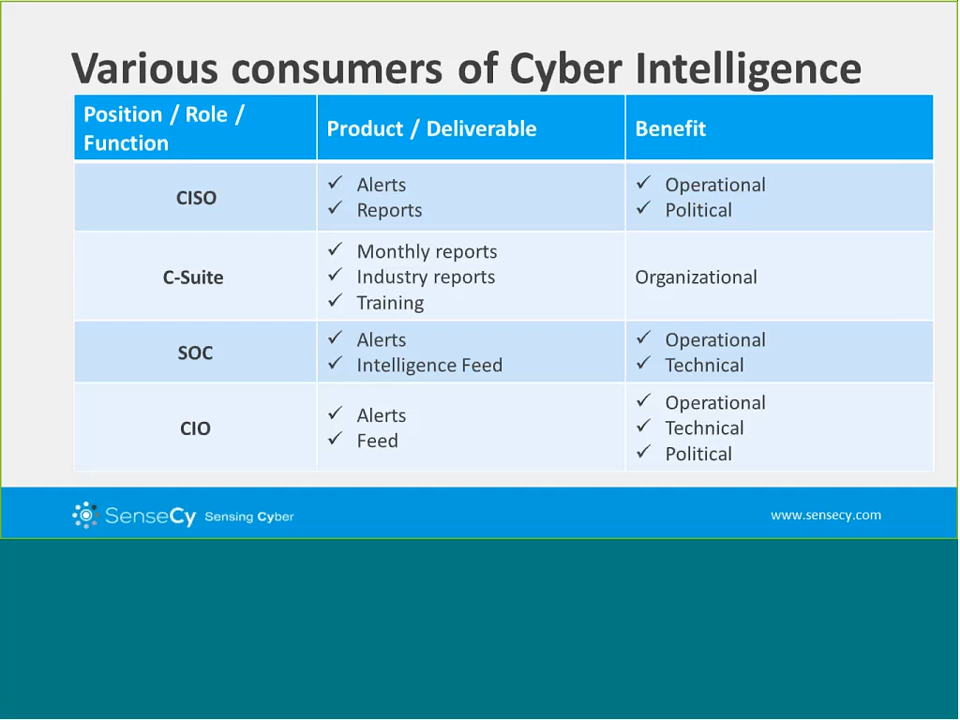 Various consumers of Cyber Intelligence
Position / Role /
Function
Product / Deliverable
Benefit
CISO
Alerts
Reports
Operational
Political
C-Suite
Monthly reports
Industry reports
Training
Organizational
SOC
Alerts
Intelligence Feed
Operational
Technical
CIO
Alerts
Feed
Operational
Technical
Political
SenseCy Sensing Cyber
www.sensecy.com